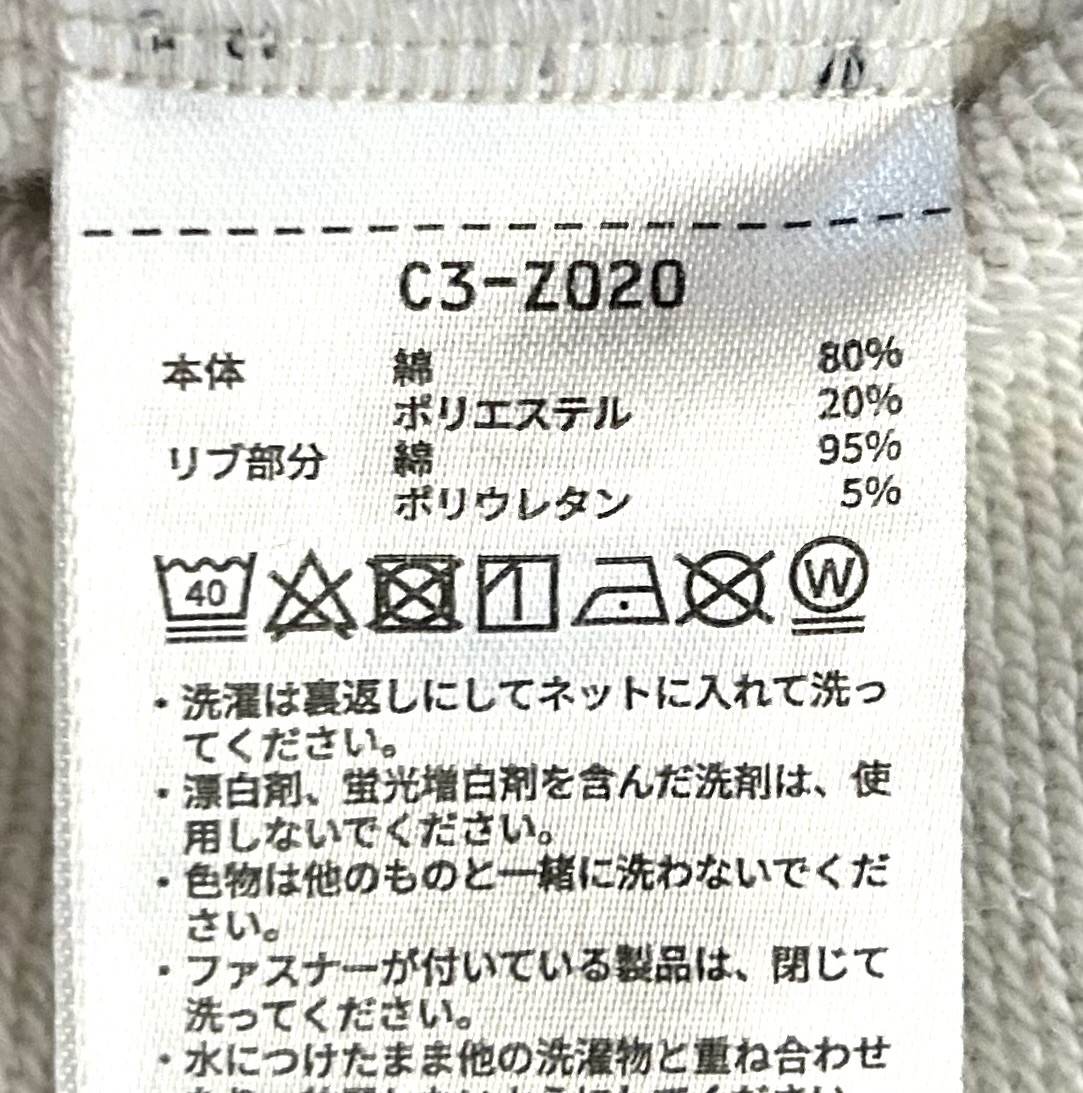 C3-Z020
本体 綿 80%
ポリエステル 20%
リブ部分 綿 95%
ポリウレタン 5%
40 W
・洗濯は裏返しにしてネットに入れて洗っ
てください。
・漂白剤、蛍光増白剤を含んだ洗剤は、使
用しないでください。
・色物は他のものと一緒に洗わないでくだ
さい。
・ファスナーが付いている製品は、閉じて
洗ってください。
・水につけたまま他の洗濯物と重ね合わせ